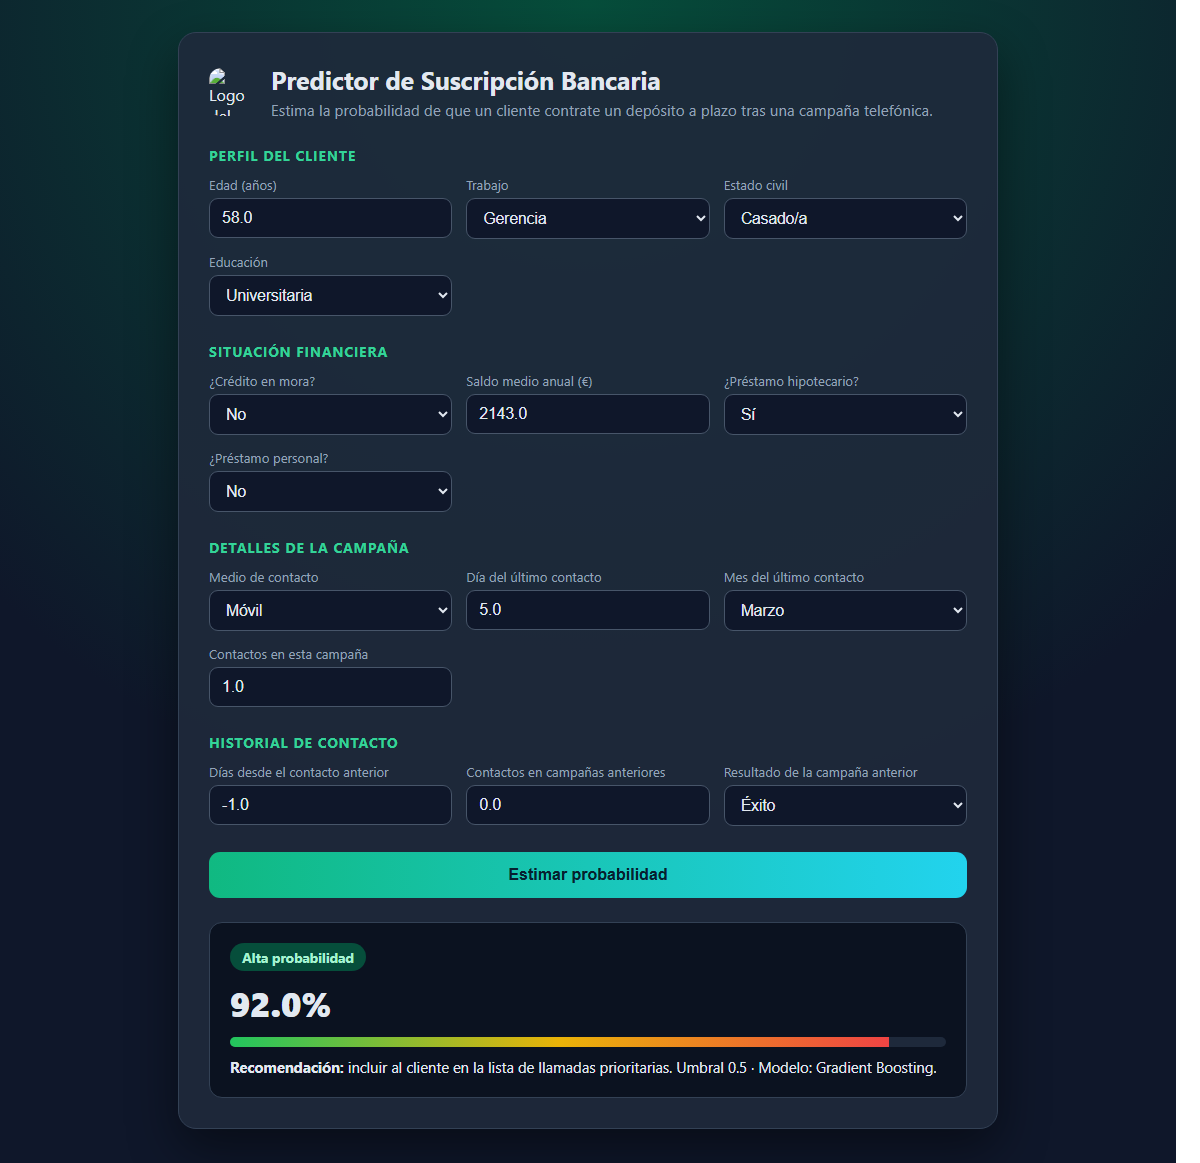 Logo
Predictor de Suscripción Bancaria
Estima la probabilidad de que un cliente contrate un depósito a plazo tras una campaña telefónica.
PERFIL DEL CLIENTE
Edad (años) Trabajo Estado civil
58.0 Gerencia Casado/a
Educación
Universitaria
SITUACIÓN FINANCIERA
¿Crédito en mora? Saldo medio anual (€) ¿Préstamo hipotecario?
No 2143.0 Sí
¿Préstamo personal?
No
DETALLES DE LA CAMPAÑA
Medio de contacto Día del último contacto Mes del último contacto
Móvil 5.0 Marzo
Contactos en esta campaña
1.0
HISTORIAL DE CONTACTO
Días desde el contacto anterior Contactos en campañas anteriores Resultado de la campaña anterior
-1.0 0.0 Éxito
Estimar probabilidad
Alta probabilidad
92.0%
Recomendación: incluir al cliente en la lista de llamadas prioritarias. Umbral 0.5 · Modelo: Gradient Boosting.